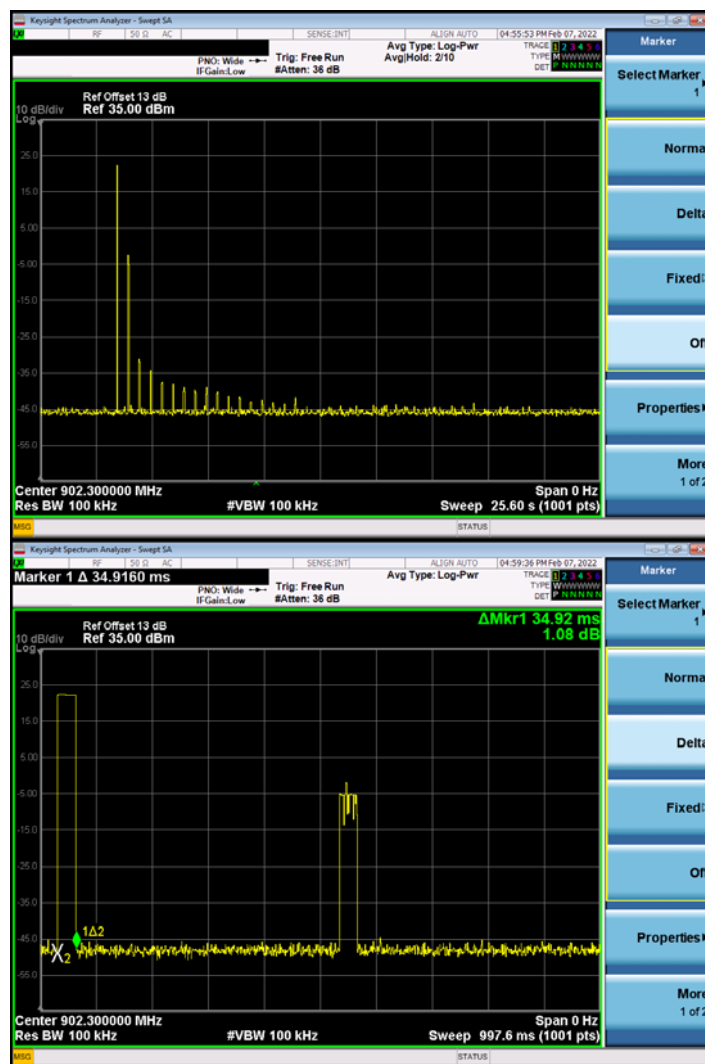 Keysight Spectrum Analyzer - Swept SA
RF 50 Ω AC SENSE:INT ALIGN AUTO 04:55:53 PM Feb 07, 2022
PNO: Wide
IFGain:Low
Trig: Free Run
#Atten: 36 dB
Avg Type: Log-Pwr
Avg|Hold: 2/10
TRACE 1 2 3 4 5 6
TYPE M WWWWW
DET P N N N N N
Ref Offset 13 dB
10 dB/div Ref 35.00 dBm
Log
25.0
15.0
5.00
-5.00
-15.0
-25.0
-35.0
-45.0
-55.0
Center 902.300000 MHz Span 0 Hz
Res BW 100 kHz #VBW 100 kHz Sweep 25.60 s (1001 pts)
MSG STATUS
Marker
Select Marker
1
Norma
Delta
Fixed
Of
Properties
More
1 of 2
Keysight Spectrum Analyzer - Swept SA
RF 50 Ω AC SENSE:INT ALIGN AUTO 04:59:36 PM Feb 07, 2022
Marker 1 Δ 34.9160 ms
PNO: Wide
IFGain:Low
Trig: Free Run
#Atten: 36 dB
Avg Type: Log-Pwr
TRACE 1 2 3 4 5 6
TYPE WWWWWW
DET P N N N N N
ΔMkr1 34.92 ms
1.08 dB
Ref Offset 13 dB
10 dB/div Ref 35.00 dBm
Log
25.0
15.0
5.00
-5.00
-15.0
-25.0
-35.0
-45.0
-55.0
1Δ2
X2
Center 902.300000 MHz Span 0 Hz
Res BW 100 kHz #VBW 100 kHz Sweep 997.6 ms (1001 pts)
MSG STATUS
Marker
Select Marker
1
Norma
Delta
Fixed
Of
Properties
More
1 of 2